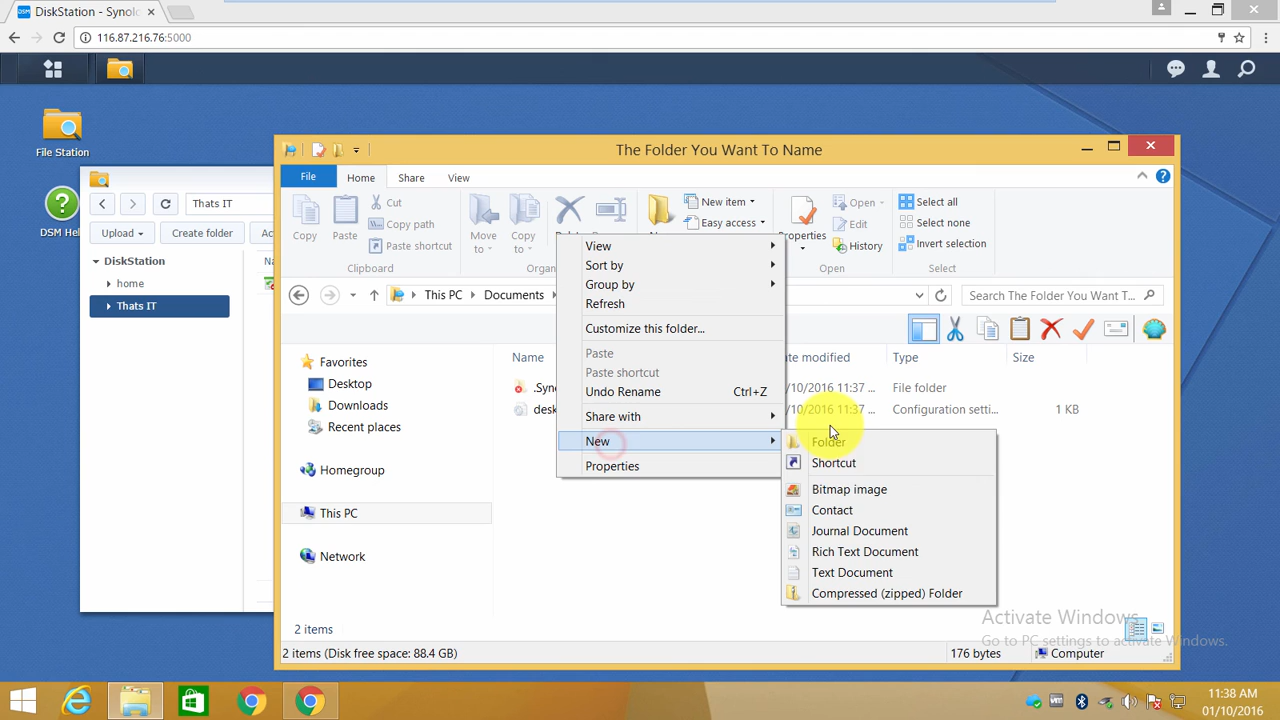 DiskStation - Synolo
116.87.216.76:5000
File Station
DSM Hel
Thats IT
Upload
Create folder
Ac
DiskStation
home
Thats IT
Na
The Folder You Want To Name
File
Home
Share
View
Copy
Paste
Cut
Copy path
Paste shortcut
Clipboard
Move
to
Copy
to
Organ
New item
Easy access
Properties
Open
Edit
History
Open
Select all
Select none
Invert selection
Select
This PC
Documents
Search The Folder You Want T...
Favorites
Desktop
Downloads
Recent places
Homegroup
This PC
Network
Name
ate modified
Type
Size
.Syno
/10/2016 11:37 ...
File folder
desk
/10/2016 11:37 ...
Configuration setti...
1 KB
View
Sort by
Group by
Refresh
Customize this folder...
Paste
Paste shortcut
Undo Rename
Ctrl+Z
Share with
New
Properties
Folder
Shortcut
Bitmap image
Contact
Journal Document
Rich Text Document
Text Document
Compressed (zipped) Folder
2 items
2 items (Disk free space: 88.4 GB)
176 bytes
Computer
Activate Windows
Go to PC settings to activate Windows.
11:38 AM
01/10/2016